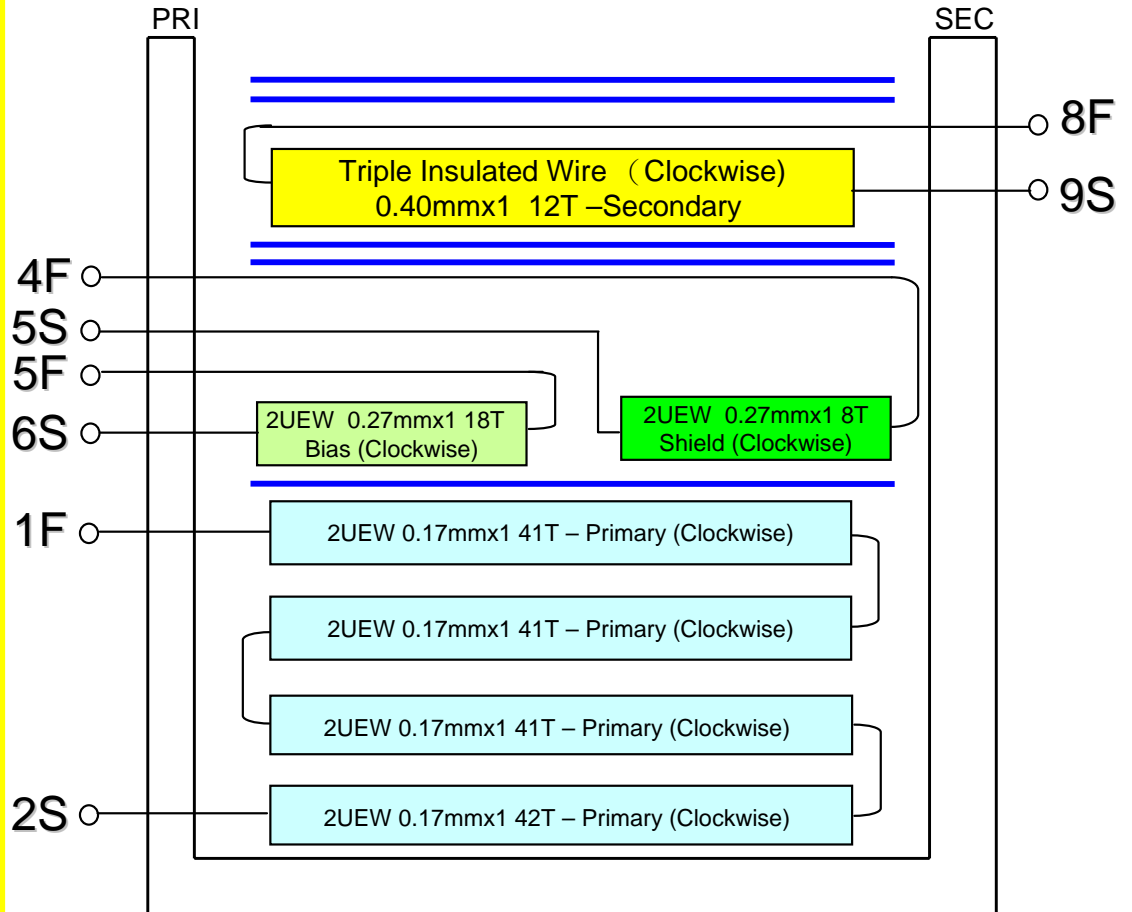 PRI
SEC
8F
Triple Insulated Wire （Clockwise)
0.40mmx1 12T –Secondary
9S
4F
5S
5F
6S
2UEW 0.27mmx1 18T
Bias (Clockwise)
2UEW 0.27mmx1 8T
Shield (Clockwise)
1F
2UEW 0.17mmx1 41T – Primary (Clockwise)
2UEW 0.17mmx1 41T – Primary (Clockwise)
2UEW 0.17mmx1 41T – Primary (Clockwise)
2S
2UEW 0.17mmx1 42T – Primary (Clockwise)